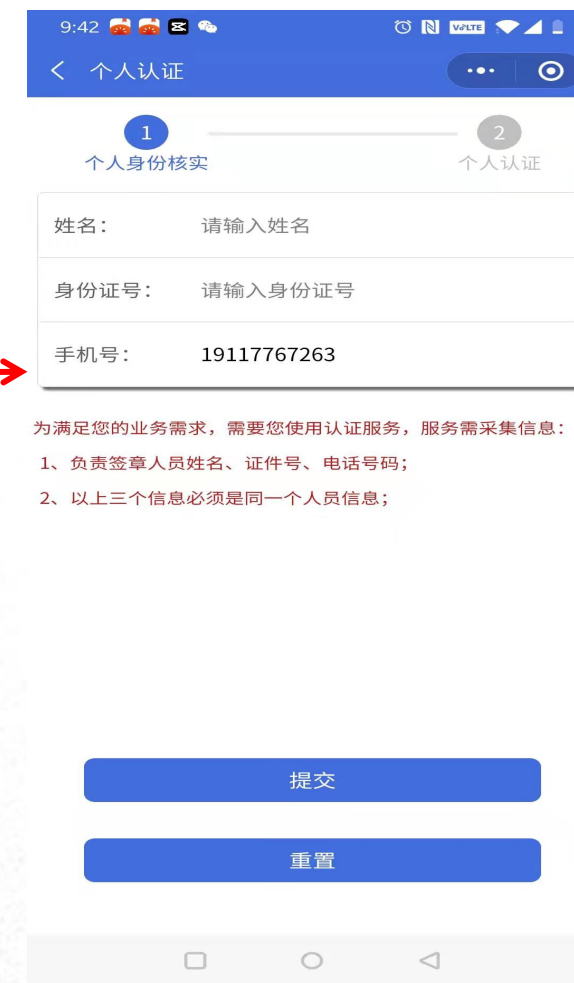 9:42
个人认证
1
2
个人身份核实
个人认证
姓名: 请输入姓名
身份证号: 请输入身份证号
手机号: 19117767263
为满足您的业务需求，需要您使用认证服务，服务需采集信息:
1、负责签章人员姓名、证件号、电话号码;
2、以上三个信息必须是同一个人员信息;
提交
重置